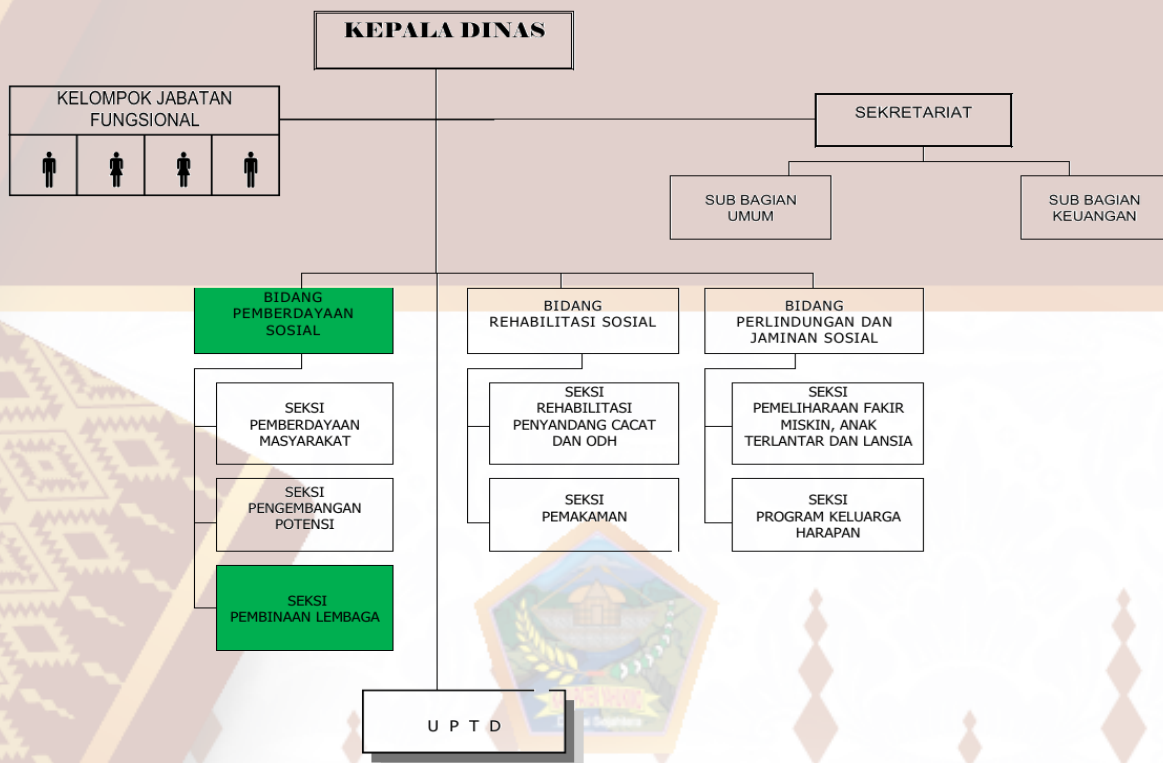 KEPALA DINAS
KELOMPOK JABATAN
FUNGSIONAL
SEKRETARIAT
SUB BAGIAN
UMUM
SUB BAGIAN
KEUANGAN
BIDANG
PEMBERDAYAAN
SOSIAL
BIDANG
REHABILITASI SOSIAL
BIDANG
PERLINDUNGAN DAN
JAMINAN SOSIAL
SEKSI
PEMBERDAYAAN
MASYARAKAT
SEKSI
REHABILITASI
PENYANDANG CACAT
DAN ODH
SEKSI
PEMELIHARAAN FAKIR
MISKIN, ANAK
TERLANTAR DAN LANSIA
SEKSI
PENGEMBANGAN
POTENSI
SEKSI
PEMAKAMAN
SEKSI
PROGRAM KELUARGA
HARAPAN
SEKSI
PEMBINAAN LEMBAGA
U P T D